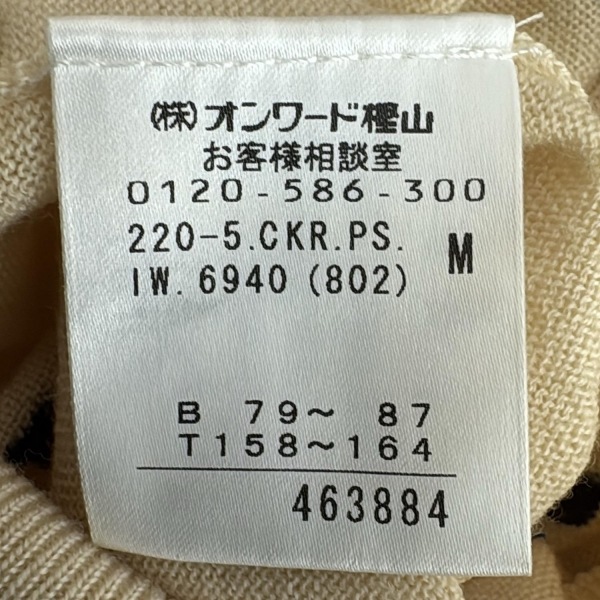 (株)オンワード樫山
お客様相談室
0120-586-300
220-5.CKR.PS.
IW.6940(802) M
B 79〜 87
T158〜164
463884